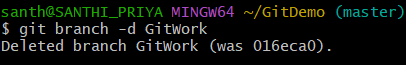 santh@SANTHI_PRIYA MINGW64 ~/GitDemo (master)
$ git branch -d GitWork
Deleted branch GitWork (was 016eca0).